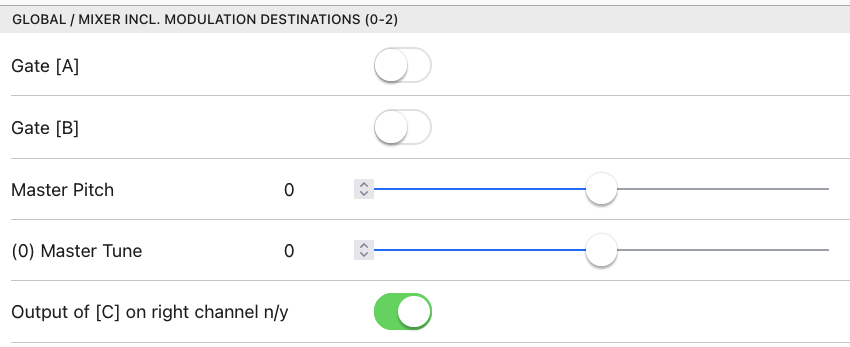 GLOBAL / MIXER INCL. MODULATION DESTINATIONS (0-2)
Gate [A]
Gate [B]
Master Pitch 0
(0) Master Tune 0
Output of [C] on right channel n/y